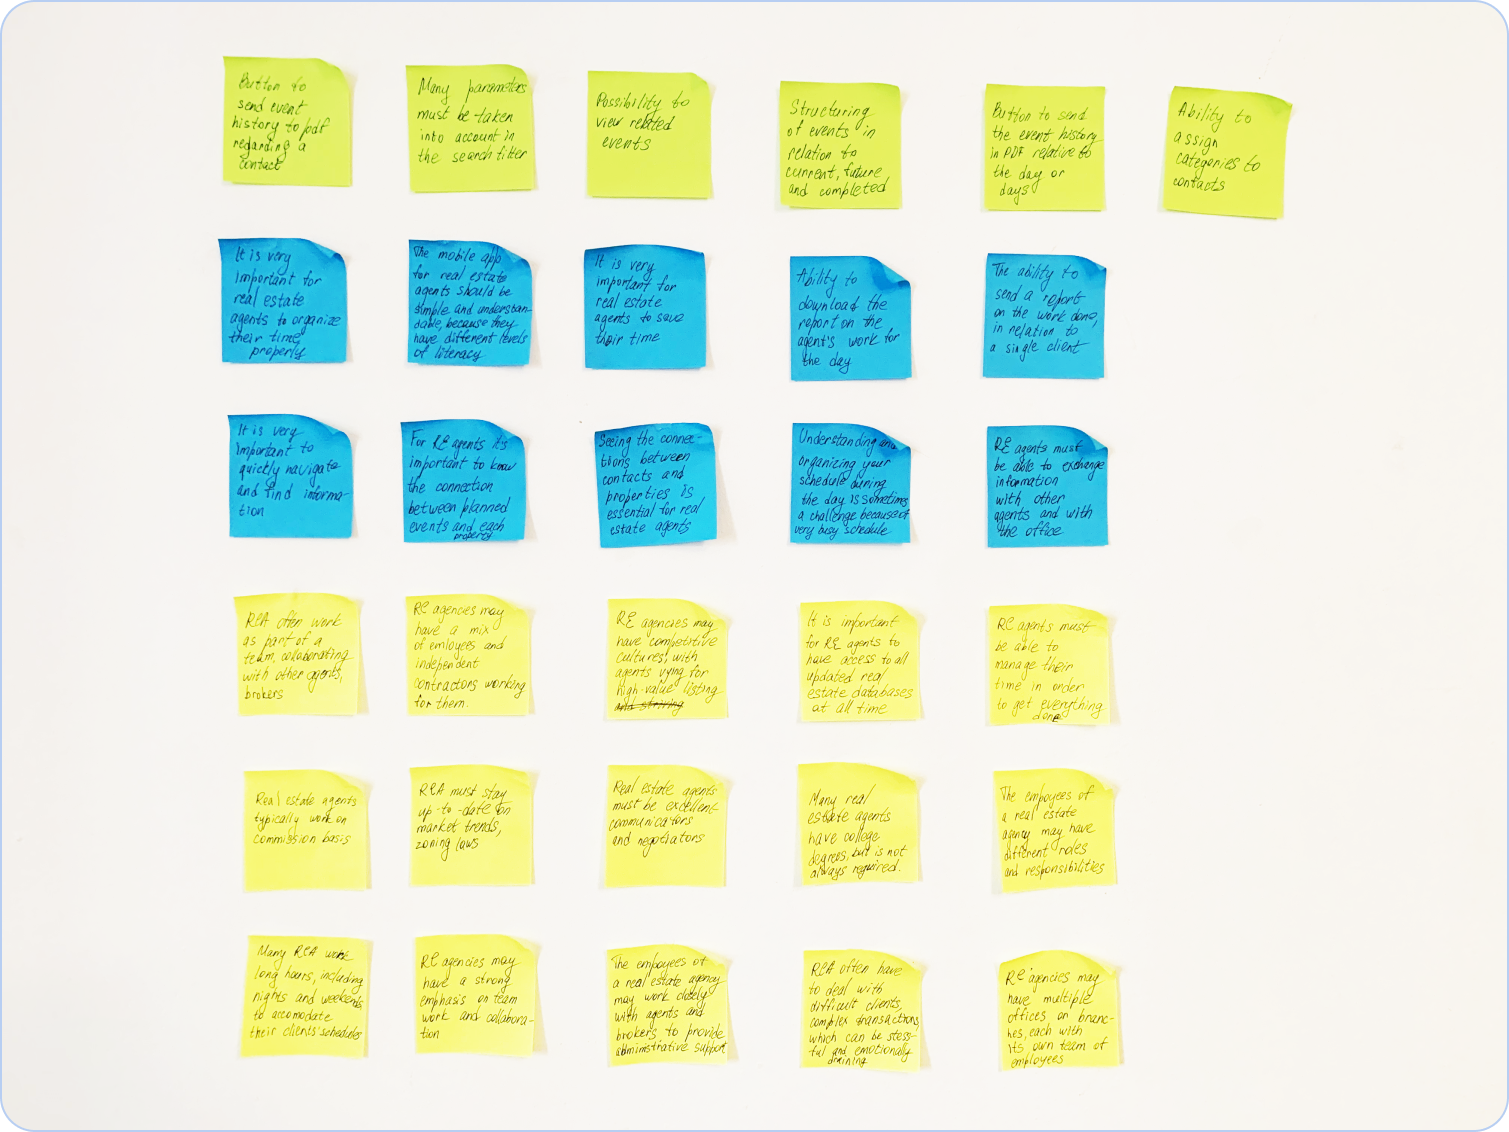 Button to
send event
history to pdf
regarding a
contact
Many parameters
must be taken
into account in
the search filter
Possibility to
view related
events
Structuring
of events in
relation to
current, future
and completed
Button to send
the event history
in PDF relative to
the day or
days
Ability to
assign
categories to
contacts
It is very
important for
real estate
agents to organize
their time
properly
The mobile app
for real estate
agents should be
simple and understan-
dable, because they
have different levels
of literacy
It is very
important for
real estate
agents to save
their time
Ability to
download the
report on the
agent's work for
the day
The ability to
send a report
on the work done,
in relation to
a single client
It is very
important to
quickly navigate
and find informa-
tion
For RE agents it's
important to know
the connection
between planned
events and each
property
Seeing the connec-
tions between
contacts and
properties is
essential for real
estate agents
Understanding and
organizing your
schedule during
the day is sometimes
a challenge because of
very busy schedule
RE agents must
be able to exchange
information
with other
agents and with
the office
REA often work
as part of a
team, collaborating
with other agents,
brokers
RE agencies may
have a mix
of emloyees and
independent
contractors working
for them.
RE agencies may
have competitive
cultures, with
agents vying for
high-value listing
and striving
It is important
for RE agents to
have access to all
updated real
estate databases
at all time
RE agents must
be able to
manage their
time in order
to get everything
done
Real estate agents
typically work on
commission basis
REA must stay
up-to-date on
market trends,
zoning laws
Real estate agents
must be excellent
communicators
and negotiators
Many real
estate agents
have college
degrees, but is not
always required.
The empoyees of
a real estate
agency may have
different roles
and responsibilities
Many REA work
long hours, including
nights and weekends,
to accomodate
their clients' schedules
RE agencies may
have a strong
emphasis on team
work and collabora-
tion
The empoyees of
a real estate agency
may work closely
with agents and
brokers to provide
administrative support
REA often have
to deal with
difficult clients,
complex transactions,
which can be stess-
ful and emotionally
draining
RE agencies may
have multiple
offices or branc-
hes, each with
its own team of
employees